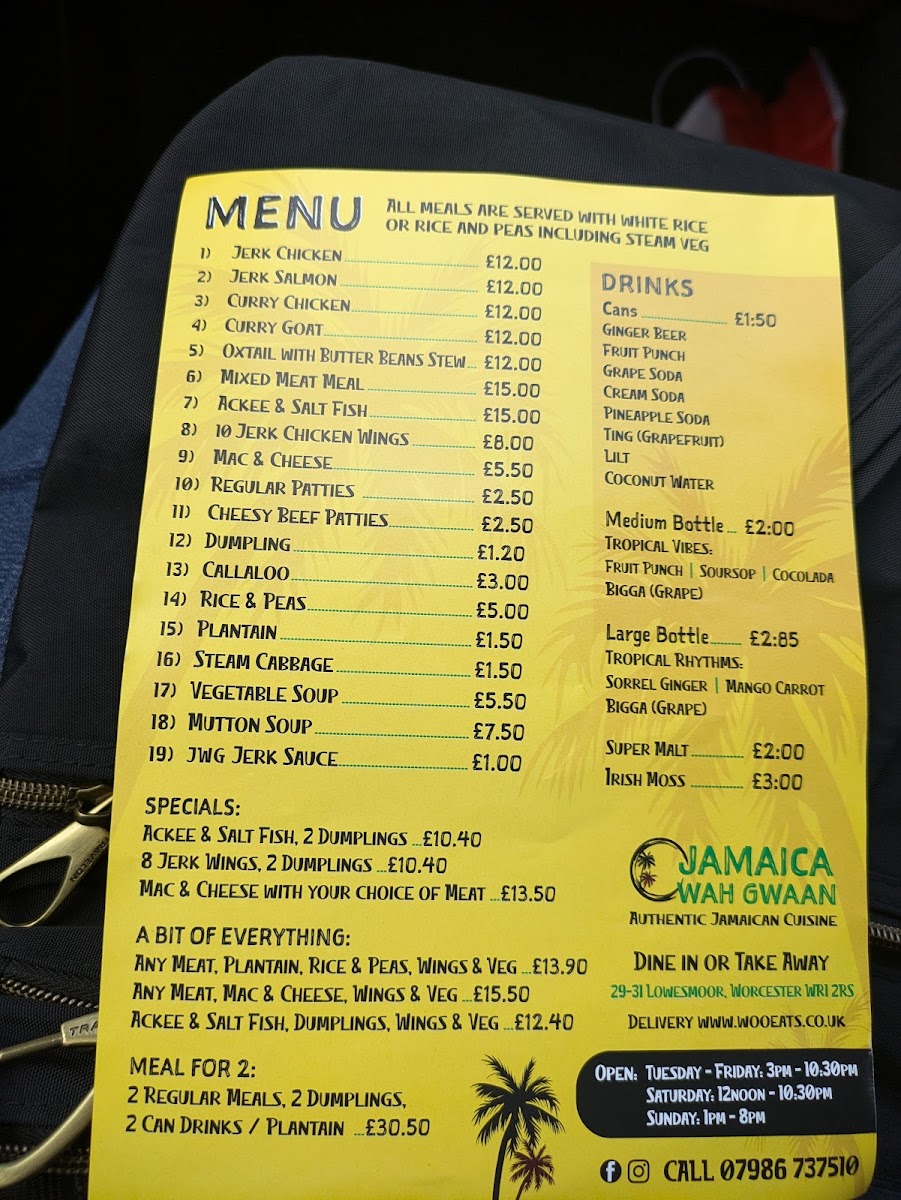 MENU
ALL MEALS ARE SERVED WITH WHITE RICE
OR RICE AND PEAS INCLUDING STEAM VEG
1) JERK CHICKEN £12.00
2) JERK SALMON £12.00
3) CURRY CHICKEN £12.00
4) CURRY GOAT £12.00
5) OXTAIL WITH BUTTER BEANS STEW £12.00
6) MIXED MEAT MEAL £15.00
7) ACKEE & SALT FISH £15.00
8) 10 JERK CHICKEN WINGS £8.00
9) MAC & CHEESE £5.50
10) REGULAR PATTIES £2.50
11) CHEESY BEEF PATTIES £2.50
12) DUMPLING £1.20
13) CALLALOO £3.00
14) RICE & PEAS £5.00
15) PLANTAIN £1.50
16) STEAM CABBAGE £1.50
17) VEGETABLE SOUP £5.50
18) MUTTON SOUP £7.50
19) JWG JERK SAUCE £1.00
SPECIALS:
ACKEE & SALT FISH, 2 DUMPLINGS ...£10.40
8 JERK WINGS, 2 DUMPLINGS ...£10.40
MAC & CHEESE WITH YOUR CHOICE OF MEAT ...£13.50
A BIT OF EVERYTHING:
ANY MEAT, PLANTAIN, RICE & PEAS, WINGS & VEG ...£13.90
ANY MEAT, MAC & CHEESE, WINGS & VEG ...£15.50
ACKEE & SALT FISH, DUMPLINGS, WINGS & VEG ...£12.40
MEAL FOR 2:
2 REGULAR MEALS, 2 DUMPLINGS,
2 CAN DRINKS / PLANTAIN ...£30.50
DRINKS
Cans £1:50
GINGER BEER
FRUIT PUNCH
GRAPE SODA
CREAM SODA
PINEAPPLE SODA
TING (GRAPEFRUIT)
LILT
COCONUT WATER
Medium Bottle £2:00
TROPICAL VIBES:
FRUIT PUNCH | SOURSOP | COCOLADA
BIGGA (GRAPE)
Large Bottle £2:85
TROPICAL RHYTHMS:
SORREL GINGER | MANGO CARROT
BIGGA (GRAPE)
SUPER MALT £2:00
IRISH MOSS £3:00
JAMAICA
WAH GWAAN
AUTHENTIC JAMAICAN CUISINE
DINE IN OR TAKE AWAY
29-31 LOWESMOOR, WORCESTER WR1 2RS
DELIVERY WWW.WOOEATS.CO.UK
OPEN: TUESDAY - FRIDAY: 3PM - 10.30PM
SATURDAY: 12NOON - 10:30PM
SUNDAY: 1PM - 8PM
CALL 07986 737510